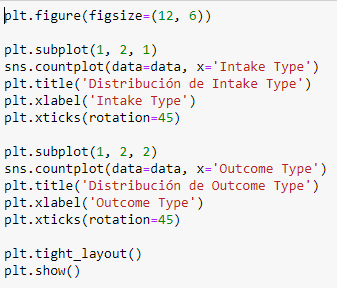 plt.figure(figsize=(12, 6))
plt.subplot(1, 2, 1)
sns.countplot(data=data, x='Intake Type')
plt.title('Distribución de Intake Type')
plt.xlabel('Intake Type')
plt.xticks(rotation=45)
plt.subplot(1, 2, 2)
sns.countplot(data=data, x='Outcome Type')
plt.title('Distribución de Outcome Type')
plt.xlabel('Outcome Type')
plt.xticks(rotation=45)
plt.tight_layout()
plt.show()